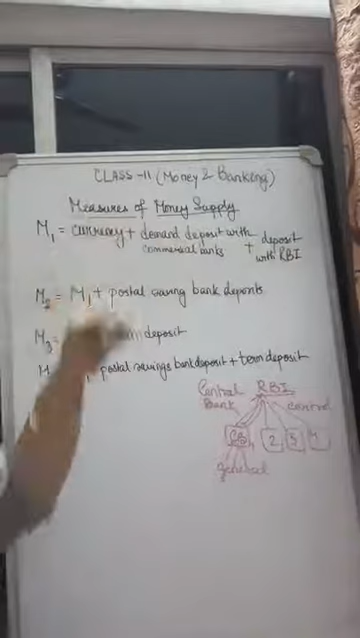 CLASS-11 (Money & Banking)
Measures of Money Supply
M1 = currency + demand deposit with commercial banks + deposit with RBI
M2 = M1 + postal saving bank deposits
M3 = deposit
M postal savings bank deposit + term deposit
Central Bank RBI
control
CB 2 3
general